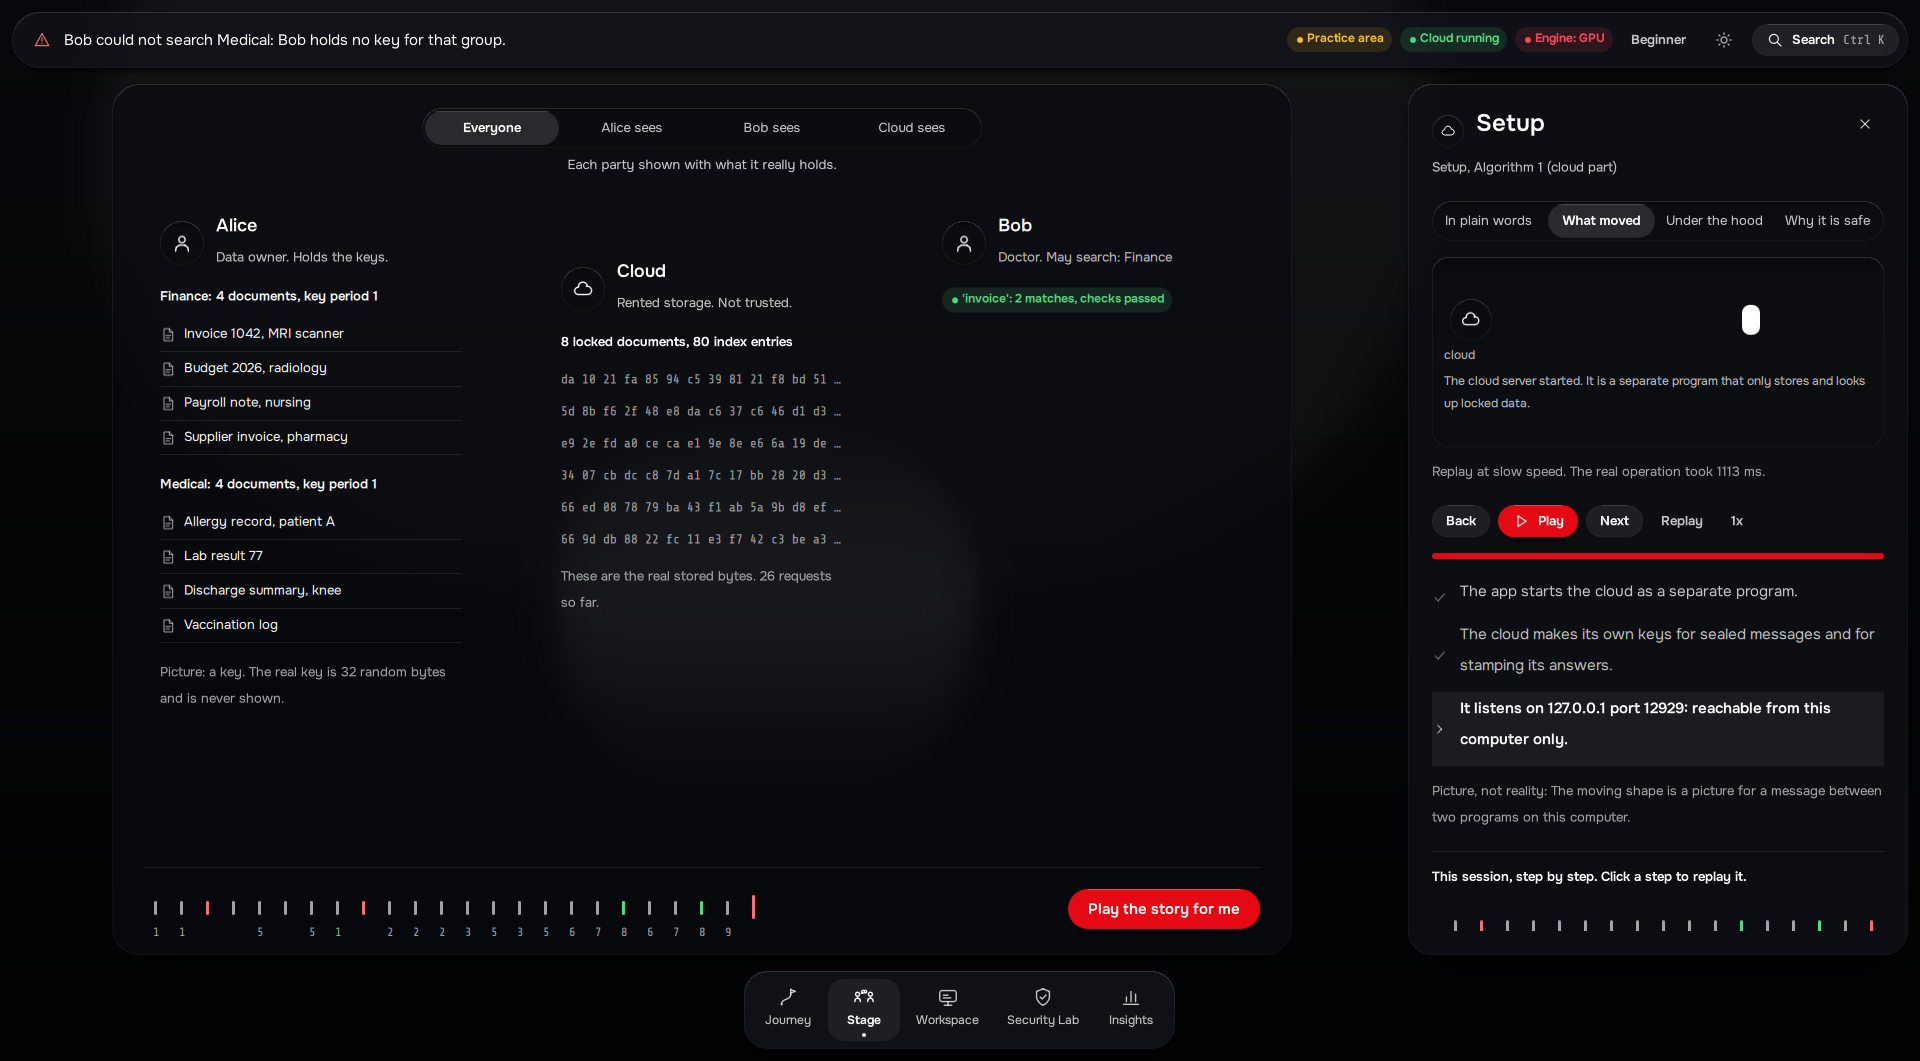 Bob could not search Medical: Bob holds no key for that group.
Practice area
Cloud running
Engine: GPU
Beginner
Search Ctrl K
Everyone
Alice sees
Bob sees
Cloud sees
Each party shown with what it really holds.
Alice
Data owner. Holds the keys.
Finance: 4 documents, key period 1
Invoice 1042, MRI scanner
Budget 2026, radiology
Payroll note, nursing
Supplier invoice, pharmacy
Medical: 4 documents, key period 1
Allergy record, patient A
Lab result 77
Discharge summary, knee
Vaccination log
Picture: a key. The real key is 32 random bytes
and is never shown.
Cloud
Rented storage. Not trusted.
8 locked documents, 80 index entries
da 10 21 fa 85 94 c5 39 81 21 f8 bd 51 …
5d 8b f6 2f 48 e8 da c6 37 c6 46 d1 d3 …
e9 2e fd a0 ce ca e1 9e 8e e6 6a 19 de …
34 07 cb dc c8 7d a1 7c 17 bb 28 20 d3 …
66 ed 08 78 79 ba 43 f1 ab 5a 9b d8 ef …
66 9d db 88 22 fc 11 e3 f7 42 c3 be a3 …
These are the real stored bytes. 26 requests
so far.
Bob
Doctor. May search: Finance
'invoice': 2 matches, checks passed
1 1 5 5 1 2 2 2 3 5 3 5 6 7 8 6 7 8 9
Play the story for me
Setup
Setup, Algorithm 1 (cloud part)
In plain words
What moved
Under the hood
Why it is safe
cloud
The cloud server started. It is a separate program that only stores and looks
up locked data.
Replay at slow speed. The real operation took 1113 ms.
Back
Play
Next
Replay
1x
The app starts the cloud as a separate program.
The cloud makes its own keys for sealed messages and for
stamping its answers.
It listens on 127.0.0.1 port 12929: reachable from this
computer only.
Picture, not reality: The moving shape is a picture for a message between
two programs on this computer.
This session, step by step. Click a step to replay it.
Journey
Stage
Workspace
Security Lab
Insights